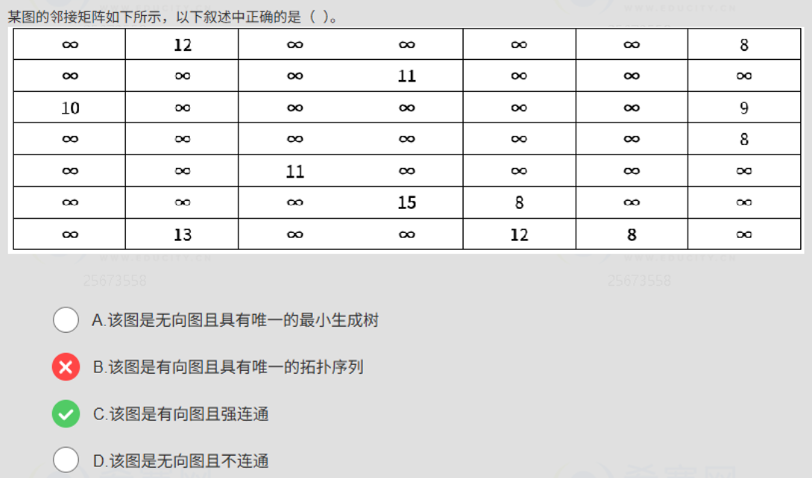 某图的邻接矩阵如下所示，以下叙述中正确的是（ ）。
∞ 12 ∞ ∞ ∞ ∞ 8
∞ ∞ ∞ 11 ∞ ∞ ∞
10 ∞ ∞ ∞ ∞ ∞ 9
∞ ∞ ∞ ∞ ∞ ∞ 8
∞ ∞ 11 ∞ ∞ ∞ ∞
∞ ∞ ∞ 15 8 ∞ ∞
∞ 13 ∞ ∞ 12 8 ∞
25673558 25673558
A.该图是无向图且具有唯一的最小生成树
B.该图是有向图且具有唯一的拓扑序列
C.该图是有向图且强连通
D.该图是无向图且不连通